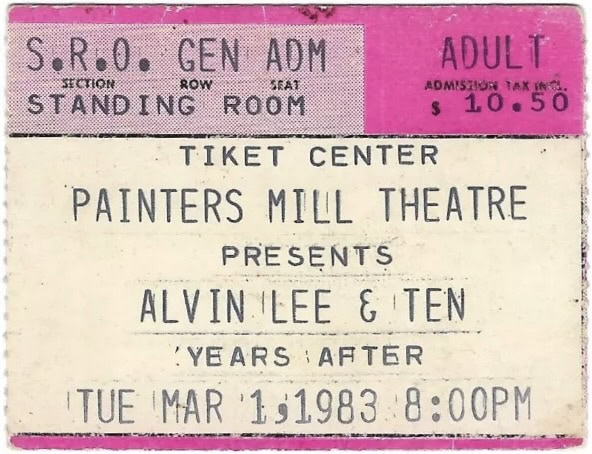 S.R.O. GEN ADM ADULT
SECTION ROW SEAT ADMISSION TAX INCL.
STANDING ROOM $ 10.50
TIKET CENTER
PAINTERS MILL THEATRE
PRESENTS
ALVIN LEE & TEN
YEARS AFTER
TUE MAR 1,1983 8:00PM